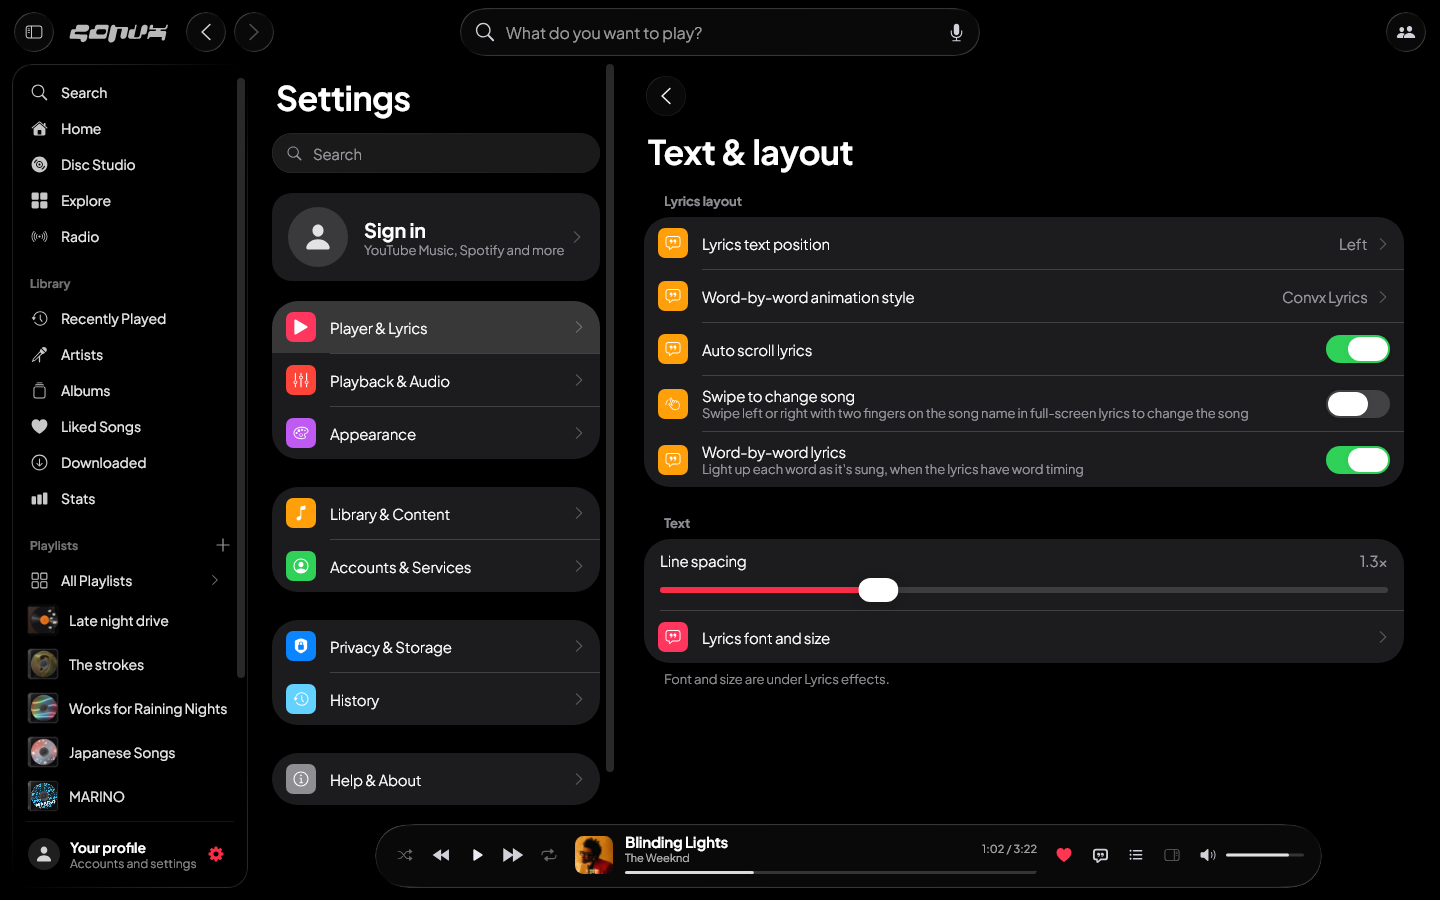 What do you want to play?
Search
Home
Disc Studio
Explore
Radio
Library
Recently Played
Artists
Albums
Liked Songs
Downloaded
Stats
Playlists
All Playlists
Late night drive
The strokes
Works for Raining Nights
Japanese Songs
MARINO
Your profile
Accounts and settings
Settings
Search
Sign in
YouTube Music, Spotify and more
Player & Lyrics
Playback & Audio
Appearance
Library & Content
Accounts & Services
Privacy & Storage
History
Help & About
Text & layout
Lyrics layout
Lyrics text position
Left
Word-by-word animation style
Convx Lyrics
Auto scroll lyrics
Swipe to change song
Swipe left or right with two fingers on the song name in full-screen lyrics to change the song
Word-by-word lyrics
Light up each word as it's sung, when the lyrics have word timing
Text
Line spacing
1.3×
Lyrics font and size
Font and size are under Lyrics effects.
Blinding Lights
The Weeknd
1:02 / 3:22